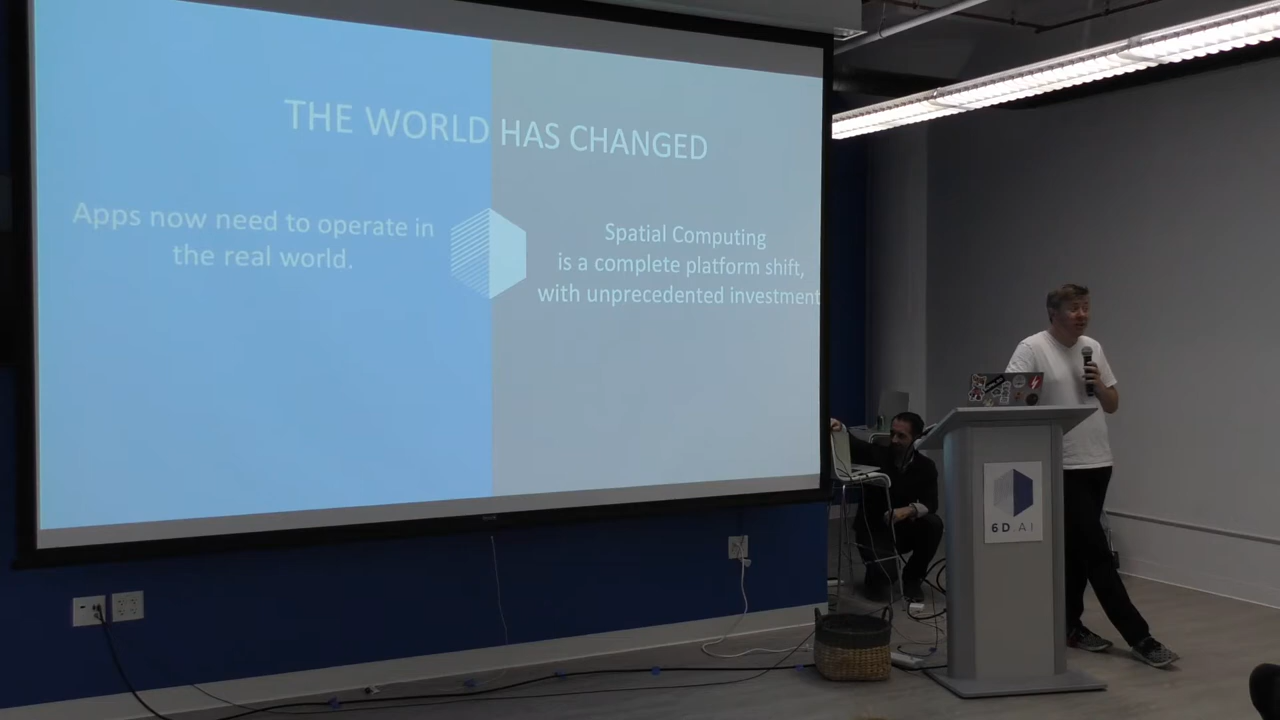 THE WORLD HAS CHANGED
Apps now need to operate in
the real world.
Spatial Computing
is a complete platform shift,
with unprecedented investment
6D.AI